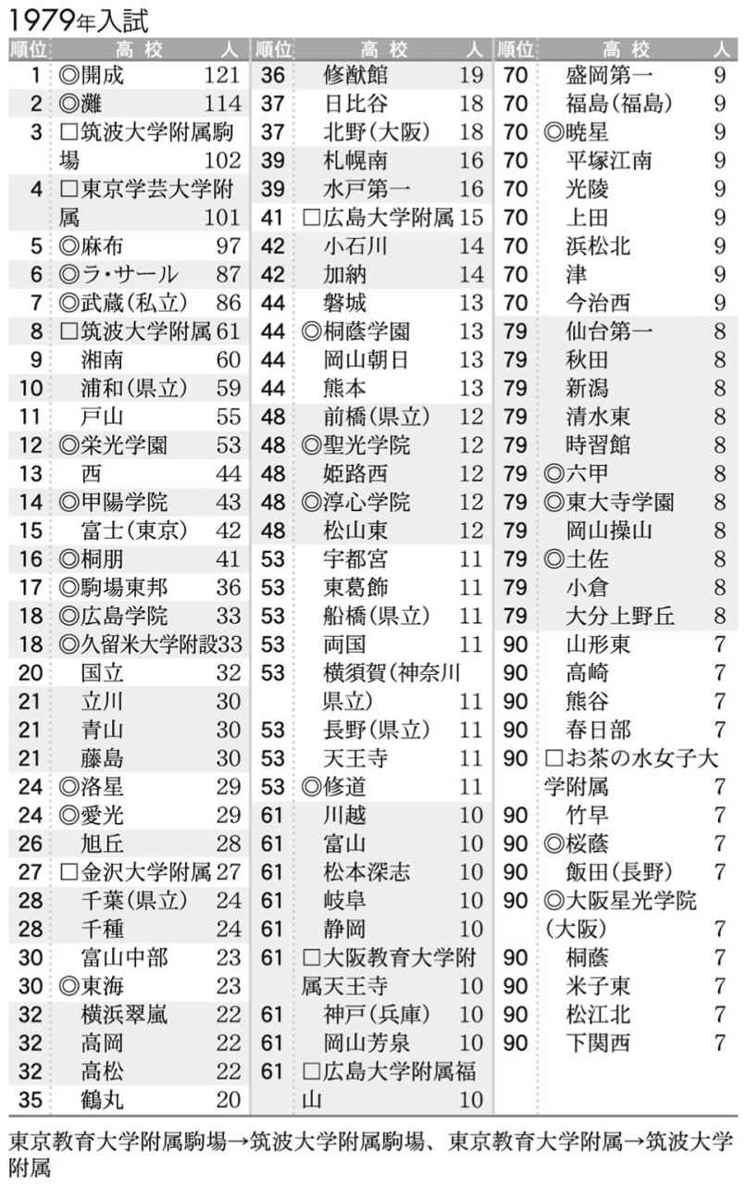 1979年入試
順位 高校 人
1 ◎開成 121
2 ◎灘 114
3 □筑波大学附属駒
場 102
4 □東京学芸大学附
属 101
5 ◎麻布 97
6 ◎ラ・サール 87
7 ◎武蔵(私立) 86
8 □筑波大学附属 61
9 湘南 60
10 浦和(県立) 59
11 戸山 55
12 ◎栄光学園 53
13 西 44
14 ◎甲陽学院 43
15 富士(東京) 42
16 ◎桐朋 41
17 ◎駒場東邦 36
18 ◎広島学院 33
18 ◎久留米大学附設 33
20 国立 32
21 立川 30
21 青山 30
21 藤島 30
24 ◎洛星 29
24 ◎愛光 29
26 旭丘 28
27 □金沢大学附属 27
28 千葉(県立) 24
28 千種 24
30 富山中部 23
30 ◎東海 23
32 横浜翠嵐 22
32 高岡 22
32 高松 22
35 鶴丸 20
順位 高校 人
36 修猷館 19
37 日比谷 18
37 北野(大阪) 18
39 札幌南 16
39 水戸第一 16
41 □広島大学附属 15
42 小石川 14
42 加納 14
44 磐城 13
44 ◎桐蔭学園 13
44 岡山朝日 13
44 熊本 13
48 前橋(県立) 12
48 ◎聖光学院 12
48 姫路西 12
48 ◎淳心学院 12
48 松山東 12
53 宇都宮 11
53 東葛飾 11
53 船橋(県立) 11
53 両国 11
53 横須賀(神奈川
県立) 11
53 長野(県立) 11
53 天王寺 11
53 ◎修道 11
61 川越 10
61 富山 10
61 松本深志 10
61 岐阜 10
61 静岡 10
61 □大阪教育大学附
属天王寺 10
61 神戸(兵庫) 10
61 岡山芳泉 10
61 □広島大学附属福
山 10
順位 高校 人
70 盛岡第一 9
70 福島(福島) 9
70 ◎暁星 9
70 平塚江南 9
70 光陵 9
70 上田 9
70 浜松北 9
70 津 9
70 今治西 9
79 仙台第一 8
79 秋田 8
79 新潟 8
79 清水東 8
79 時習館 8
79 ◎六甲 8
79 ◎東大寺学園 8
79 岡山操山 8
79 ◎土佐 8
79 小倉 8
79 大分上野丘 8
90 山形東 7
90 高崎 7
90 熊谷 7
90 春日部 7
90 □お茶の水女子大
学附属 7
90 竹早 7
90 ◎桜蔭 7
90 飯田(長野) 7
90 ◎大阪星光学院
(大阪) 7
90 桐蔭 7
90 米子東 7
90 松江北 7
90 下関西 7
東京教育大学附属駒場→筑波大学附属駒場、東京教育大学附属→筑波大学
附属